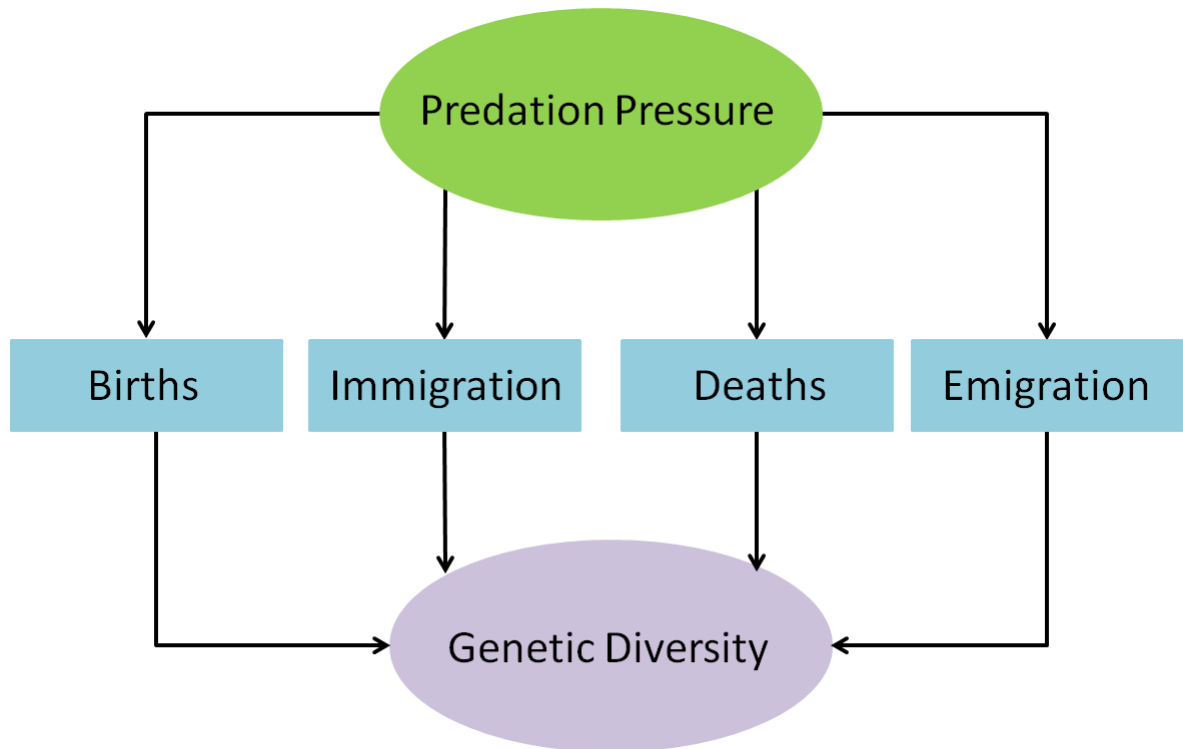 Predation Pressure
Births
Immigration
Deaths
Emigration
Genetic Diversity